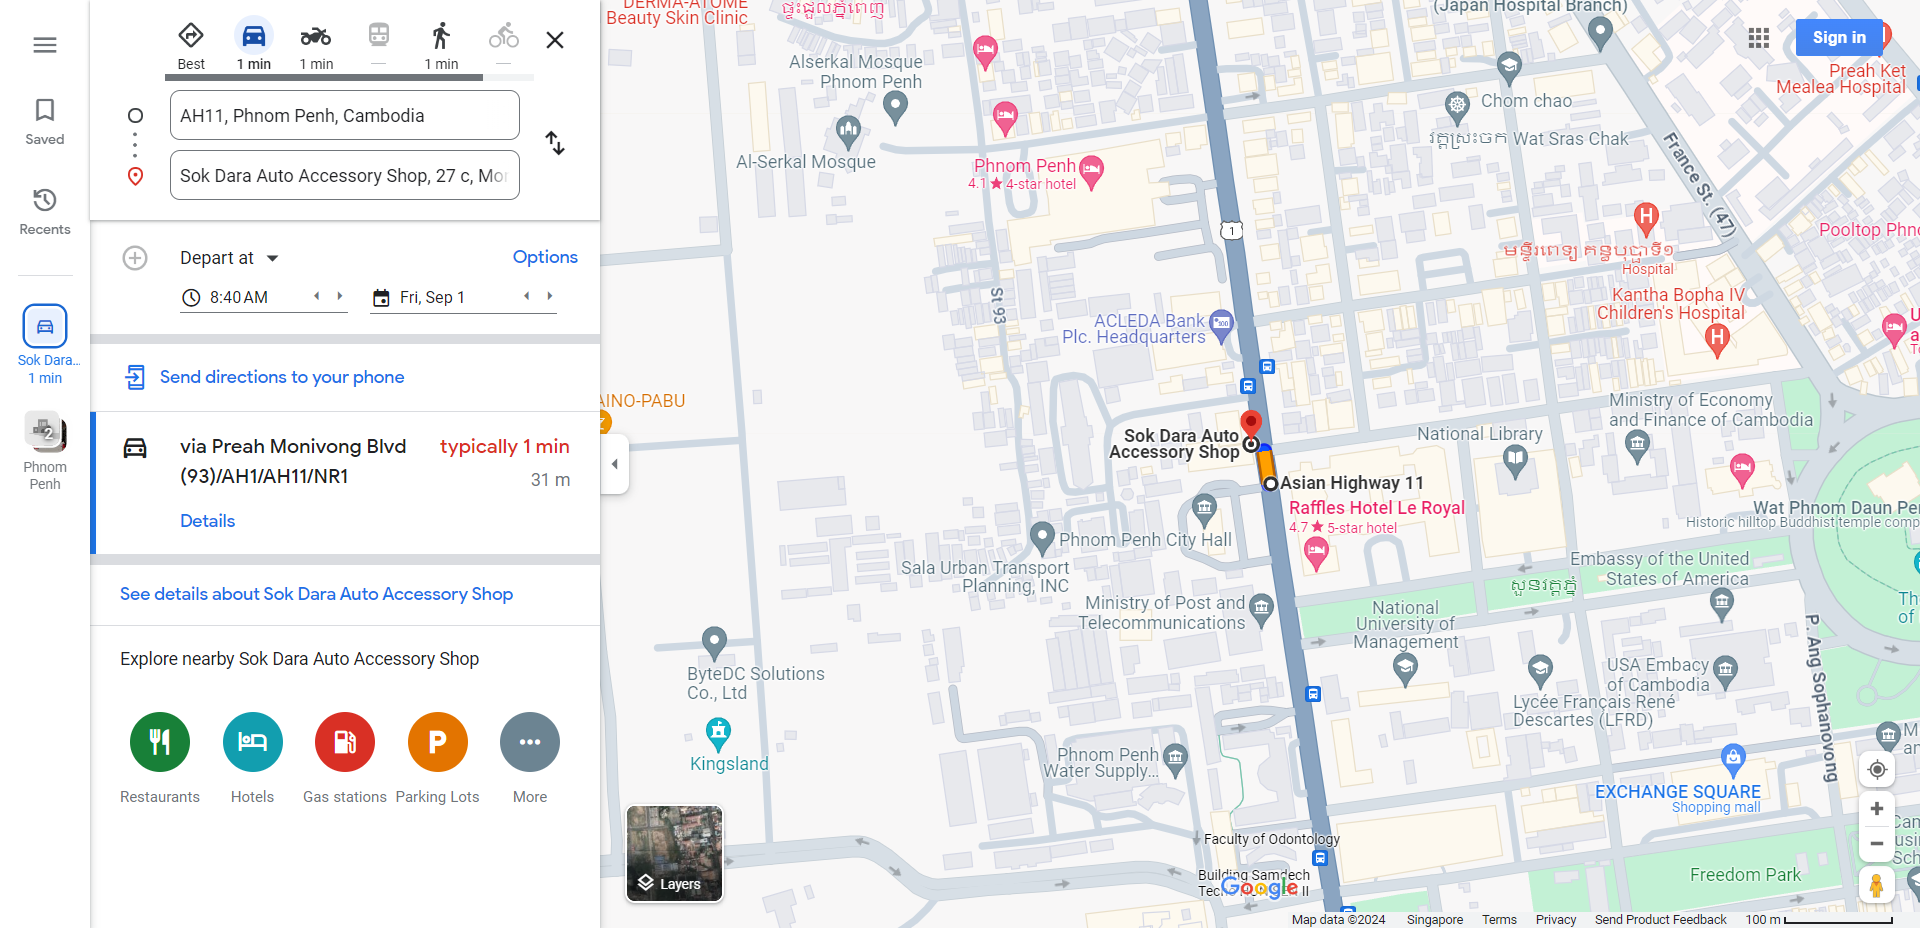 Best
1 min
1 min
—
1 min
—
AH11, Phnom Penh, Cambodia
Sok Dara Auto Accessory Shop, 27 c, Mo
Saved
Recents
Sok Dara...
1 min
2
Phnom
Penh
Depart at
Options
8:40 AM
Fri, Sep 1
Send directions to your phone
via Preah Monivong Blvd
(93)/AH1/AH11/NR1
typically 1 min
31 m
Details
See details about Sok Dara Auto Accessory Shop
Explore nearby Sok Dara Auto Accessory Shop
Restaurants
Hotels
Gas stations
P
Parking Lots
More
DERMA-ATOME
Beauty Skin Clinic
ផ្ទះជួលភ្នំពេញ
(Japan Hospital Branch)
Sign in
Preah Ket
Mealea Hospital
Alserkal Mosque
Phnom Penh
Al-Serkal Mosque
Phnom Penh
4.1★ 4-star hotel
Chom chao
វត្តស្រះចក Wat Sras Chak
France St. (47)
1
St 93
H
មន្ទីរពេទ្យ គន្ធបុប្ផាទី១
Hospital
Pooltop Phn
Kantha Bopha IV
Children's Hospital
H
ACLEDA Bank
Plc. Headquarters
AINO-PABU
Ministry of Economy
and Finance of Cambodia
National Library
Sok Dara Auto
Accessory Shop
Asian Highway 11
Raffles Hotel Le Royal
4.7★ 5-star hotel
Wat Phnom Daun Pe
Historic hilltop Buddhist temple comp
Phnom Penh City Hall
Sala Urban Transport
Planning, INC
Embassy of the United
States of America
សួនវត្តភ្នំ
Ministry of Post and
Telecommunications
National
University of
Management
Th
of
P. Ang Sophanovong
USA Embacy
of Cambodia
Lycée Français René
Descartes (LFRD)
ByteDC Solutions
Co., Ltd
Kingsland
Phnom Penh
Water Supply...
EXCHANGE SQUARE
Shopping mall
Faculty of Odontology
Building Samdech
Google
Freedom Park
Layers
Map data ©2024
Singapore
Terms
Privacy
Send Product Feedback
100 m